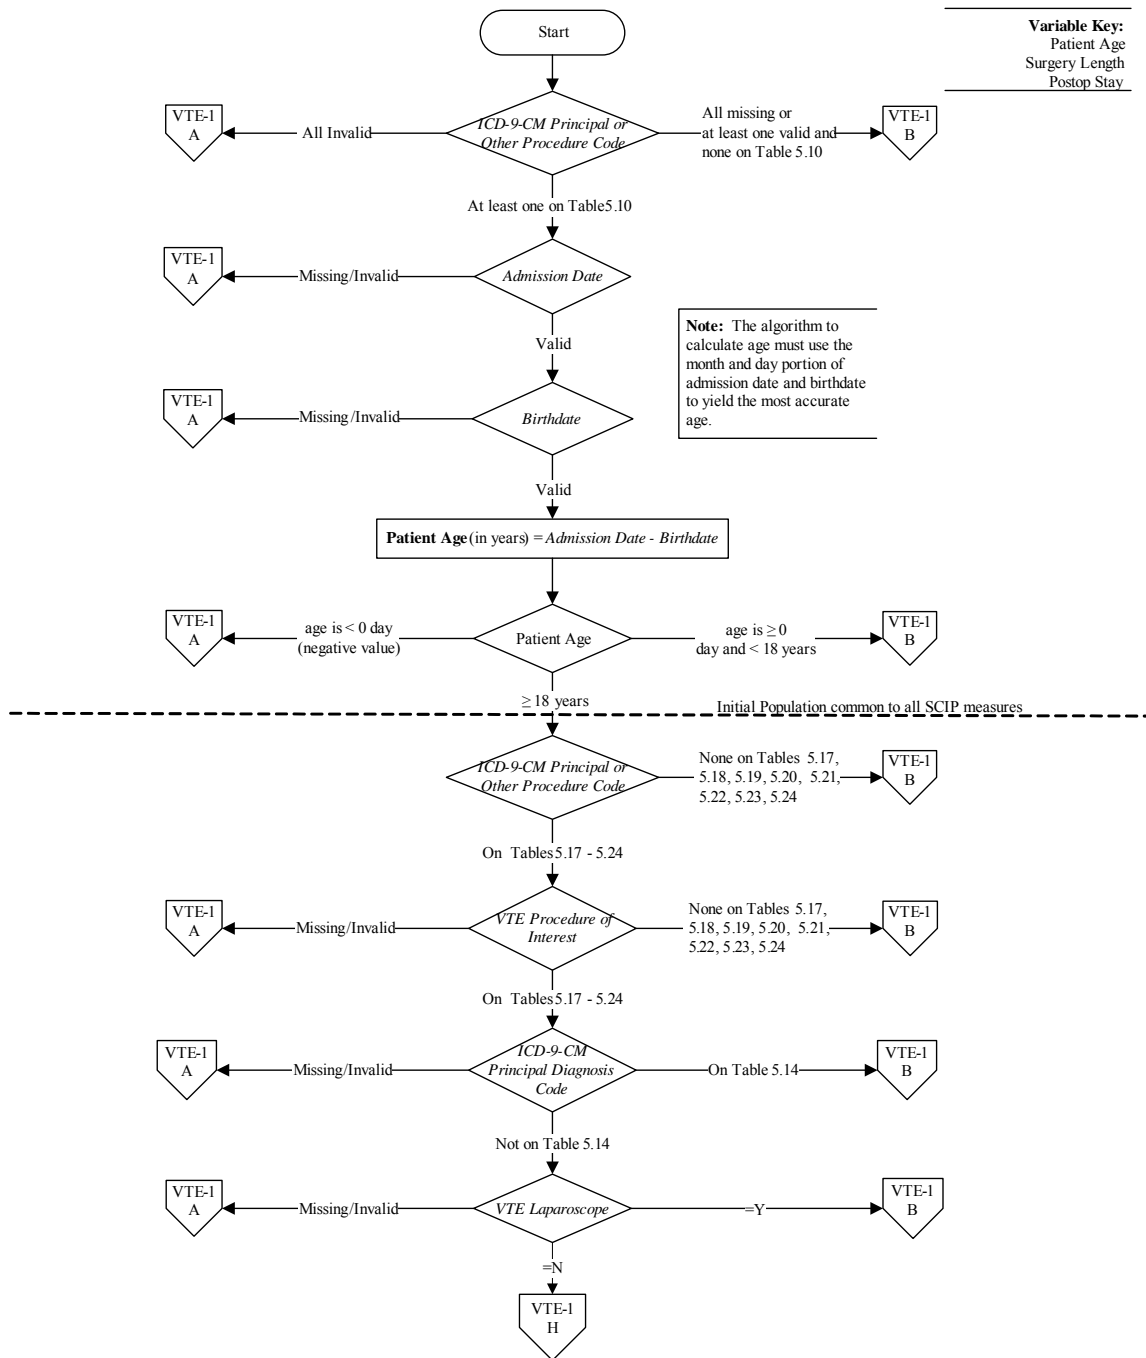 Start
Variable Key:
Patient Age
Surgery Length
Postop Stay
VTE-1
A
All Invalid
ICD-9-CM Principal or
Other Procedure Code
All missing or
at least one valid and
none on Table 5.10
VTE-1
B
At least one on Table5.10
VTE-1
A
Missing/Invalid
Admission Date
Valid
Note: The algorithm to
calculate age must use the
month and day portion of
admission date and birthdate
to yield the most accurate
age.
VTE-1
A
Missing/Invalid
Birthdate
Valid
Patient Age (in years) = Admission Date - Birthdate
VTE-1
A
age is < 0 day
(negative value)
Patient Age
age is ≥ 0
day and < 18 years
VTE-1
B
≥ 18 years
Initial Population common to all SCIP measures
ICD-9-CM Principal or
Other Procedure Code
None on Tables 5.17,
5.18, 5.19, 5.20, 5.21,
5.22, 5.23, 5.24
VTE-1
B
On Tables5.17 - 5.24
VTE-1
A
Missing/Invalid
VTE Procedure of
Interest
None on Tables 5.17,
5.18, 5.19, 5.20, 5.21,
5.22, 5.23, 5.24
VTE-1
B
On Tables5.17 - 5.24
VTE-1
A
Missing/Invalid
ICD-9-CM
Principal Diagnosis
Code
On Table 5.14
VTE-1
B
Not on Table 5.14
VTE-1
A
Missing/Invalid
VTE Laparoscope
=Y
VTE-1
B
=N
VTE-1
H